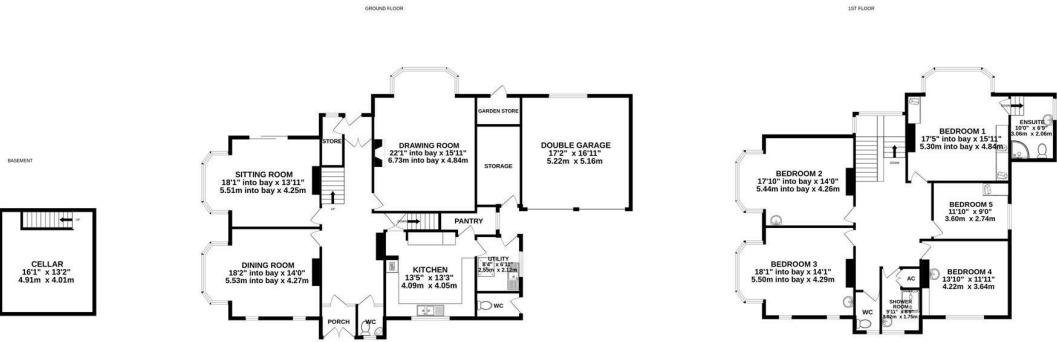 BASEMENT
UP
CELLAR
16'1" x 13'2"
4.91m x 4.01m
GROUND FLOOR
STORE
SITTING ROOM
18'1" into bay x 13'11"
5.51m into bay x 4.25m
UP
DRAWING ROOM
22'1" into bay x 15'11"
6.73m into bay x 4.84m
GARDEN STORE
STORAGE
DOUBLE GARAGE
17'2" x 16'11"
5.22m x 5.16m
DOWN
PANTRY
DINING ROOM
18'2" into bay x 14'0"
5.53m into bay x 4.27m
KITCHEN
13'5" x 13'3"
4.09m x 4.05m
UTILITY
8'4" x 6'11"
2.55m x 2.12m
PORCH
WC
WC
1ST FLOOR
DOWN
BEDROOM 1
17'5" into bay x 15'11"
5.30m into bay x 4.84m
ENSUITE
10'0" x 6'9"
3.06m x 2.06m
BEDROOM 2
17'10" into bay x 14'0"
5.44m into bay x 4.26m
BEDROOM 5
11'10" x 9'0"
3.60m x 2.74m
BEDROOM 3
18'1" into bay x 14'1"
5.50m into bay x 4.29m
AC
BEDROOM 4
13'10" x 11'11"
4.22m x 3.64m
WC
SHOWER
ROOM